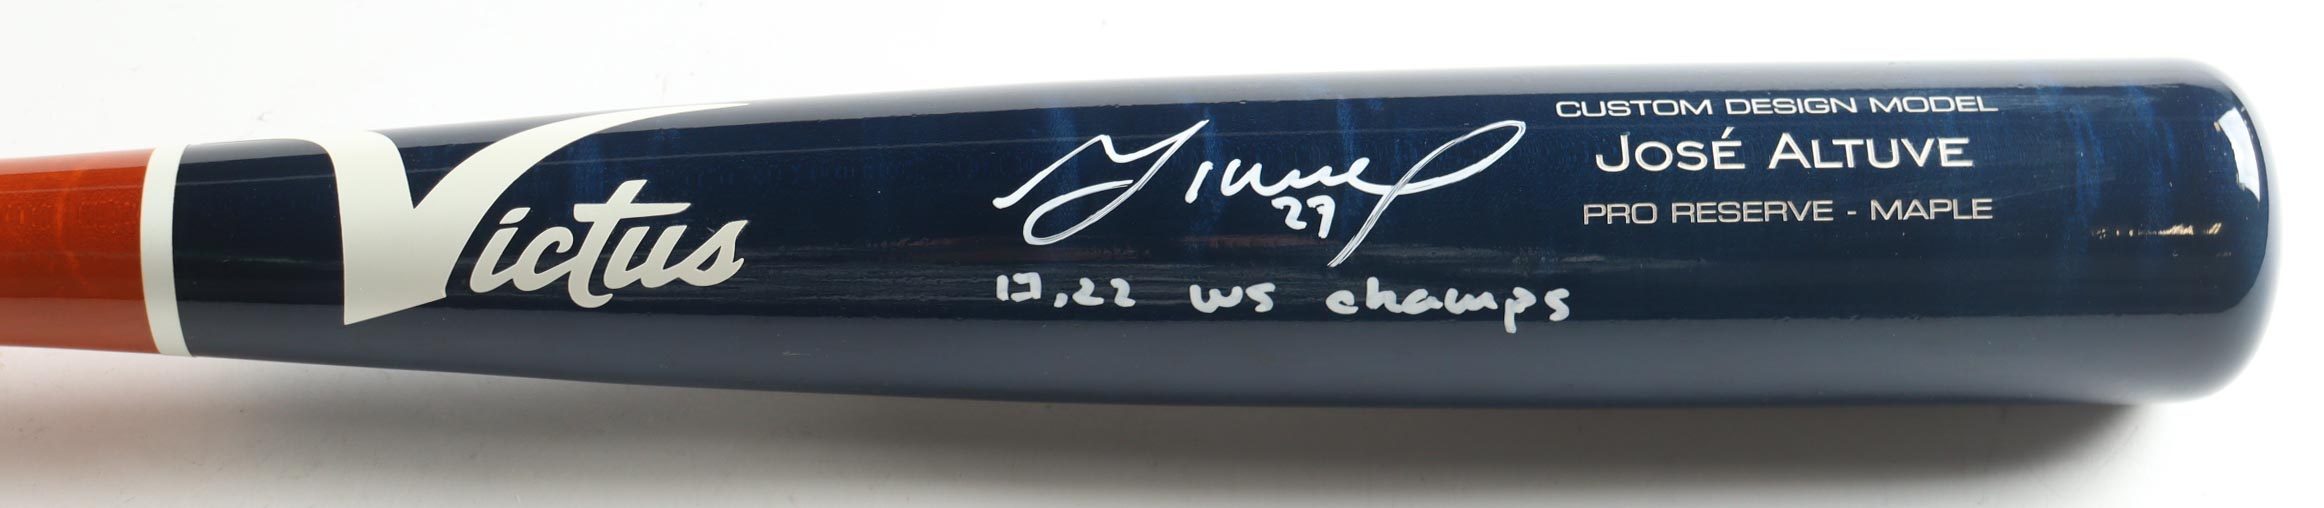 Victus
CUSTOM DESIGN MODEL
JOSÉ ALTUVE
PRO RESERVE - MAPLE
27
17,22 WS champs